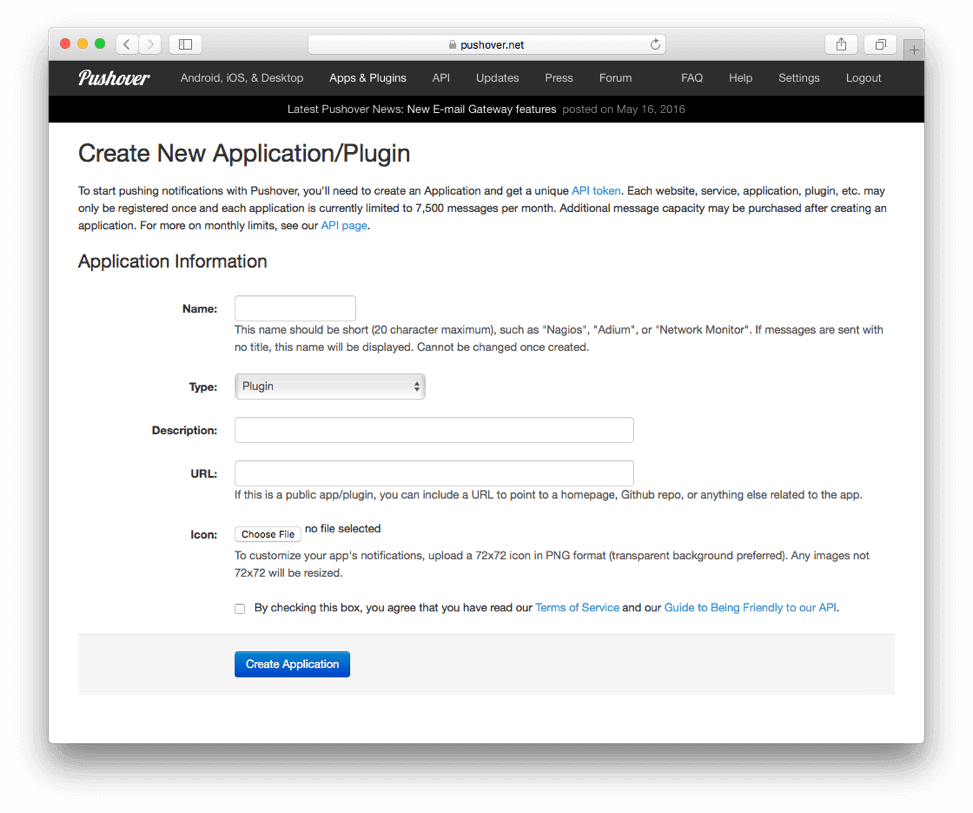 pushover.net
Pushover Android, iOS, & Desktop Apps & Plugins API Updates Press Forum FAQ Help Settings Logout
Latest Pushover News: New E-mail Gateway features posted on May 16, 2016
Create New Application/Plugin
To start pushing notifications with Pushover, you'll need to create an Application and get a unique API token. Each website, service, application, plugin, etc. may
only be registered once and each application is currently limited to 7,500 messages per month. Additional message capacity may be purchased after creating an
application. For more on monthly limits, see our API page.
Application Information
Name:
This name should be short (20 character maximum), such as "Nagios", "Adium", or "Network Monitor". If messages are sent with
no title, this name will be displayed. Cannot be changed once created.
Type: Plugin
Description:
URL:
If this is a public app/plugin, you can include a URL to point to a homepage, Github repo, or anything else related to the app.
Icon: Choose File no file selected
To customize your app's notifications, upload a 72x72 icon in PNG format (transparent background preferred). Any images not
72x72 will be resized.
By checking this box, you agree that you have read our Terms of Service and our Guide to Being Friendly to our API.
Create Application